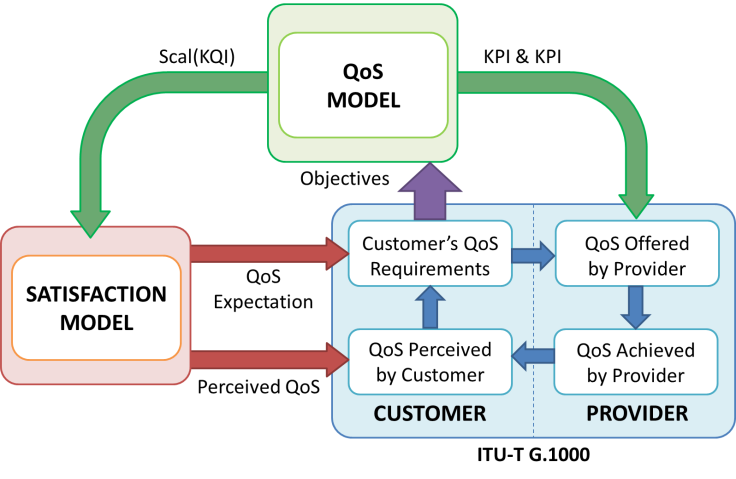 Scal(KQI)
KPI & KPI
QoS
MODEL
Objectives
Customer’s QoS
Requirements
QoS Offered
by Provider
QoS
Expectation
SATISFACTION
MODEL
QoS Perceived
by Customer
QoS Achieved
by Provider
Perceived QoS
CUSTOMER
PROVIDER
ITU-T G.1000